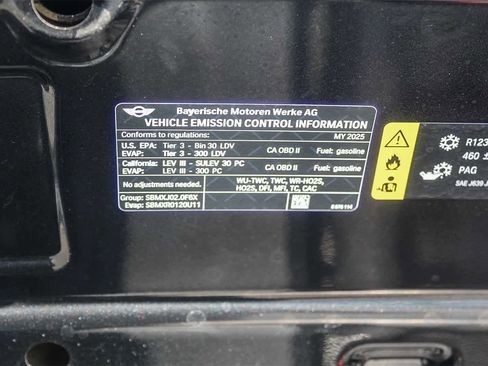 Bayerische Motoren Werke AG
VEHICLE EMISSION CONTROL INFORMATION
Conforms to regulations: MY 2025
U.S. EPA: Tier 3 - Bin 30 LDV CA OBD II Fuel: gasoline
EVAP: Tier 3 - 300 LDV
California: LEV III - SULEV 30 PC CA OBD II Fuel: gasoline
EVAP: LEV III - 300 PC
No adjustments needed. WU-TWC, TWC, WR-HO2S,
HO2S, DFI, MFI, TC, CAC
Group: SBMXJ02.0F6X
Evap: SBMXR0120U11
R123
460 ±
PAG
SAE J639 J